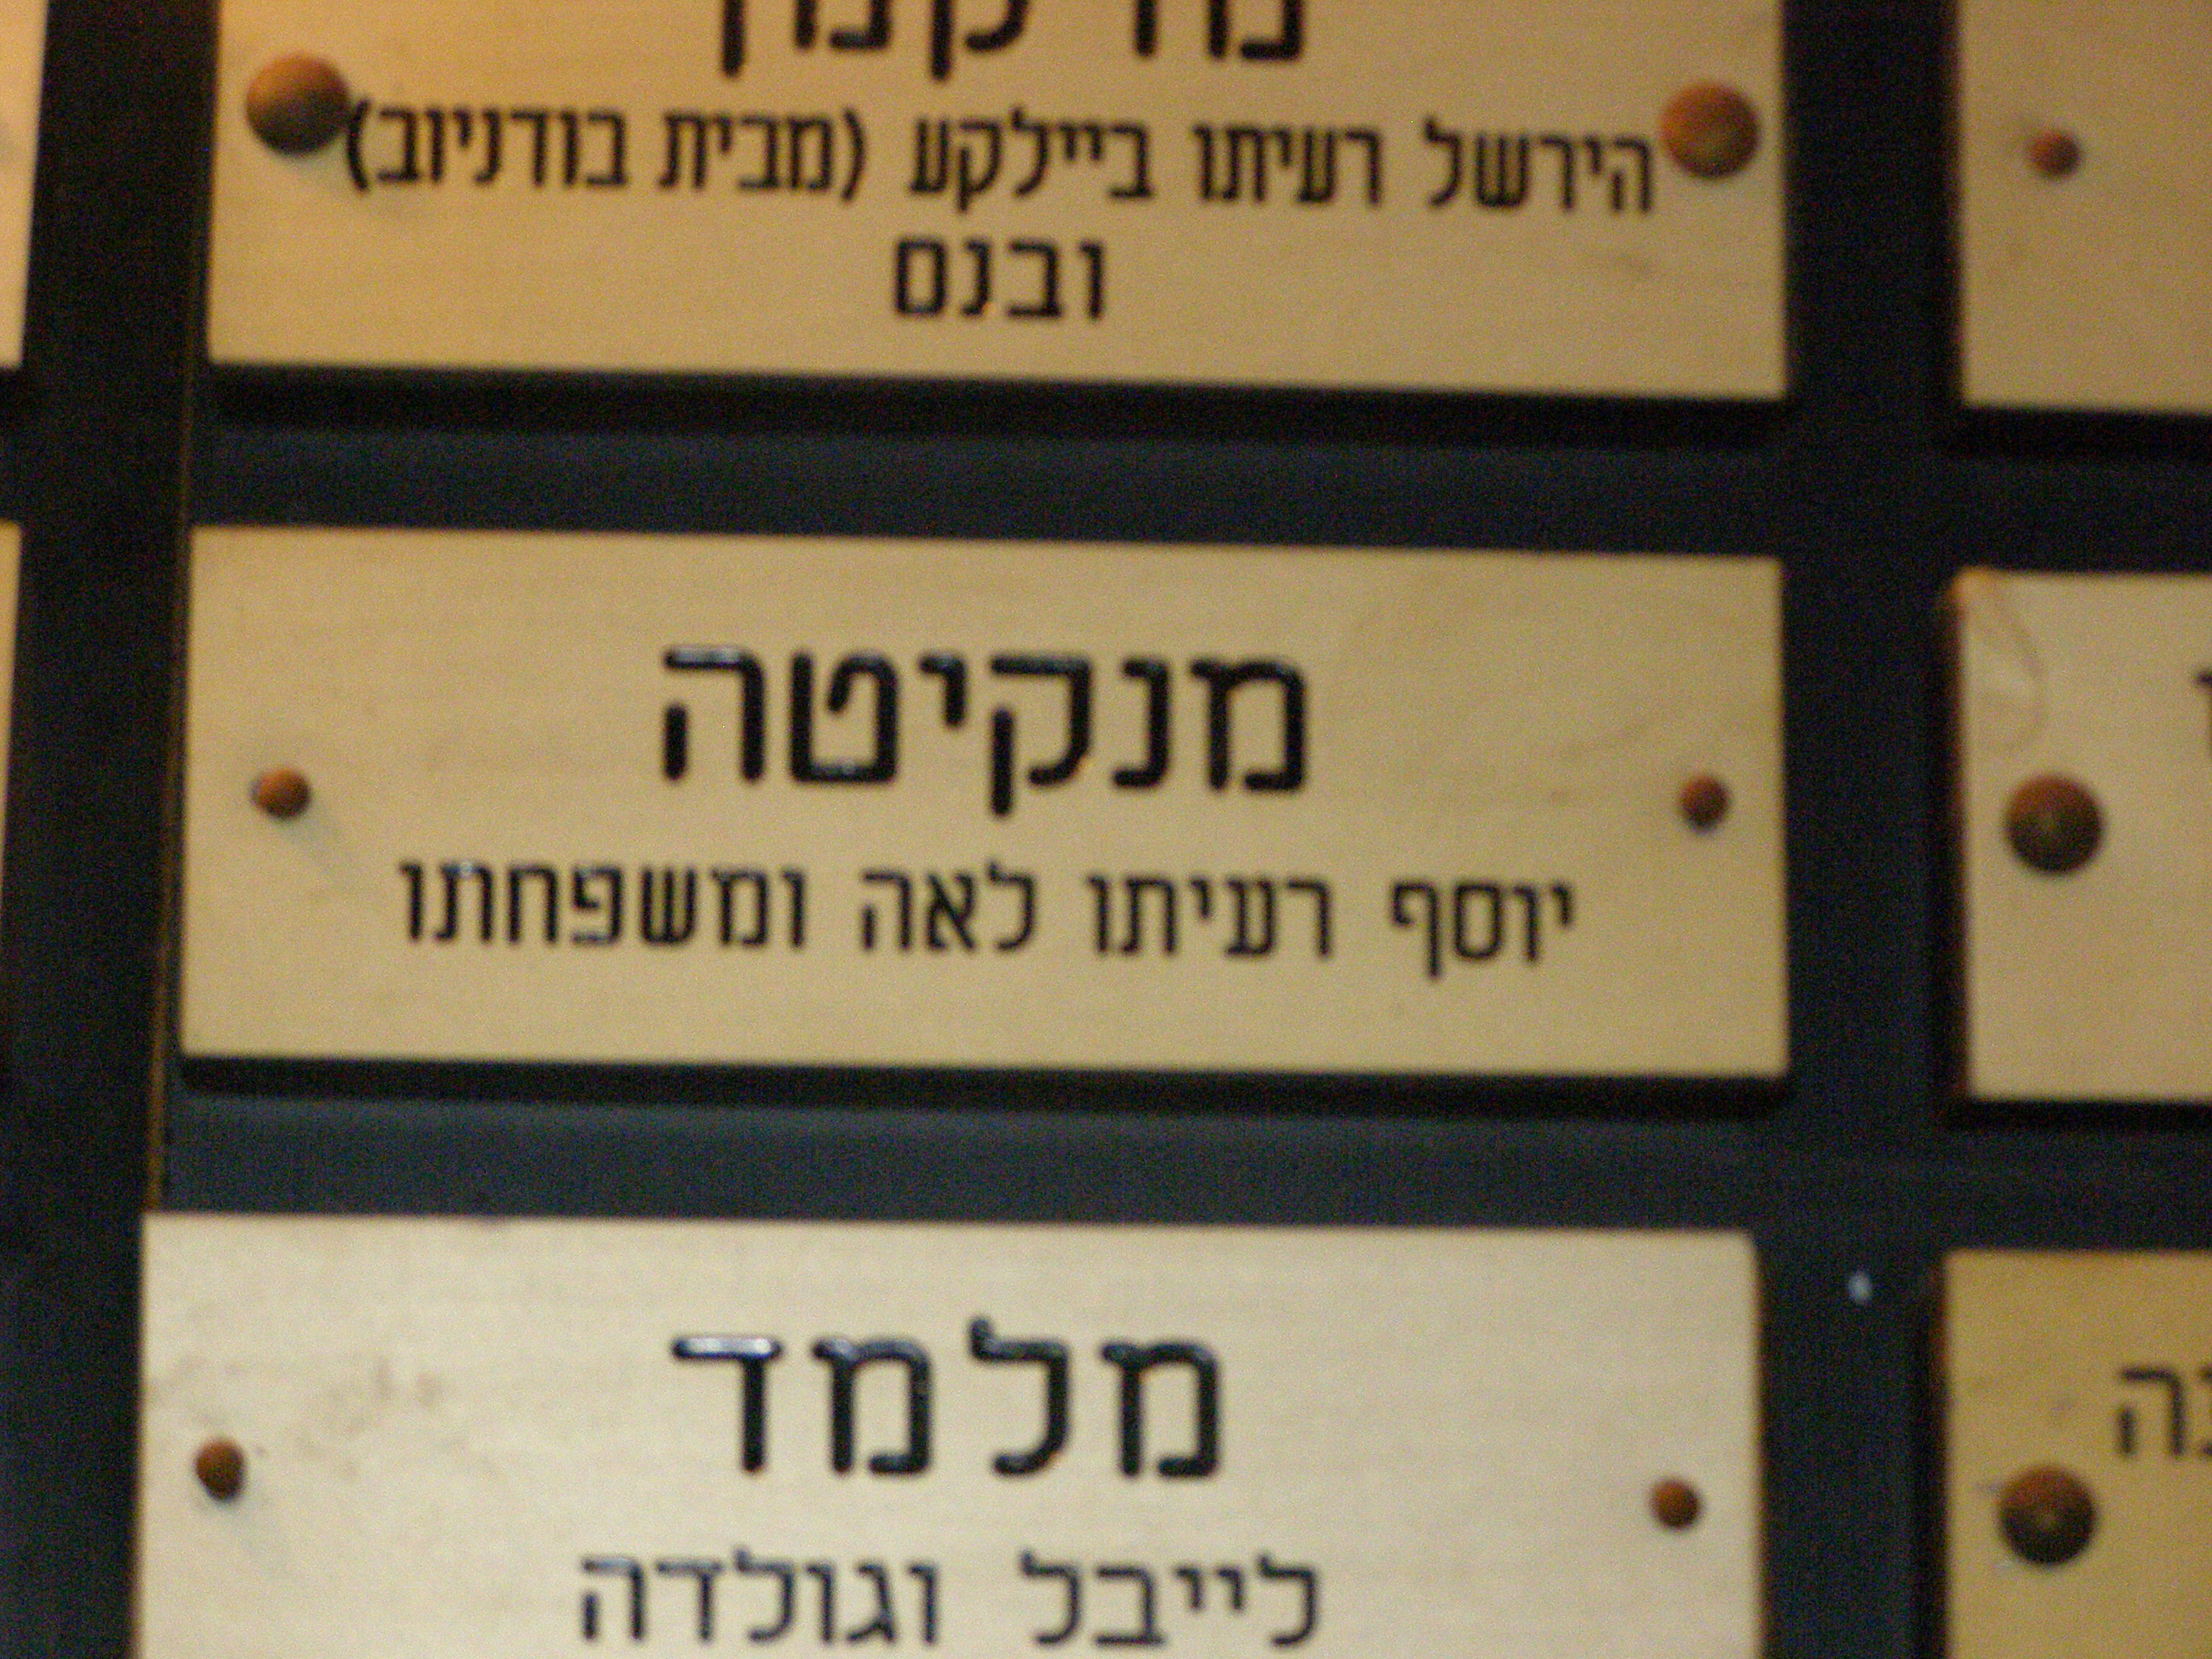 הירשל רעיתו ביילקע (מבית בודניוב)
ובנם
מנקיטה
יוסף רעיתו לאה ומשפחתו
מלמד
לייבל וגולדה